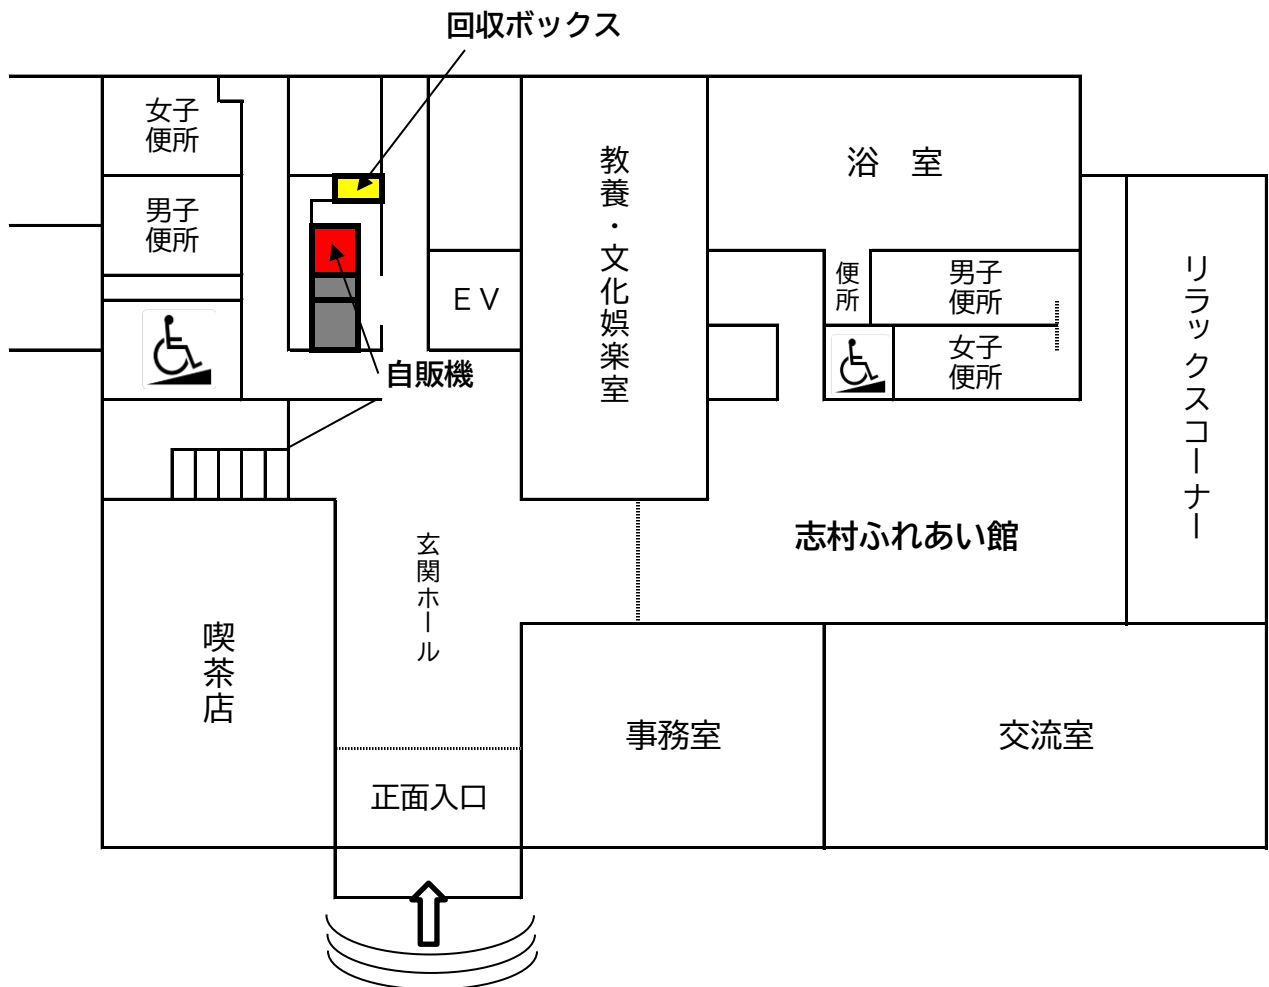 回収ボックス
女子
便所
男子
便所
自販機
ＥＶ
教養・文化娯楽室
浴　室
便所
男子
便所
女子
便所
リラックスコーナー
志村ふれあい館
玄関ホール
喫茶店
事務室
交流室
正面入口